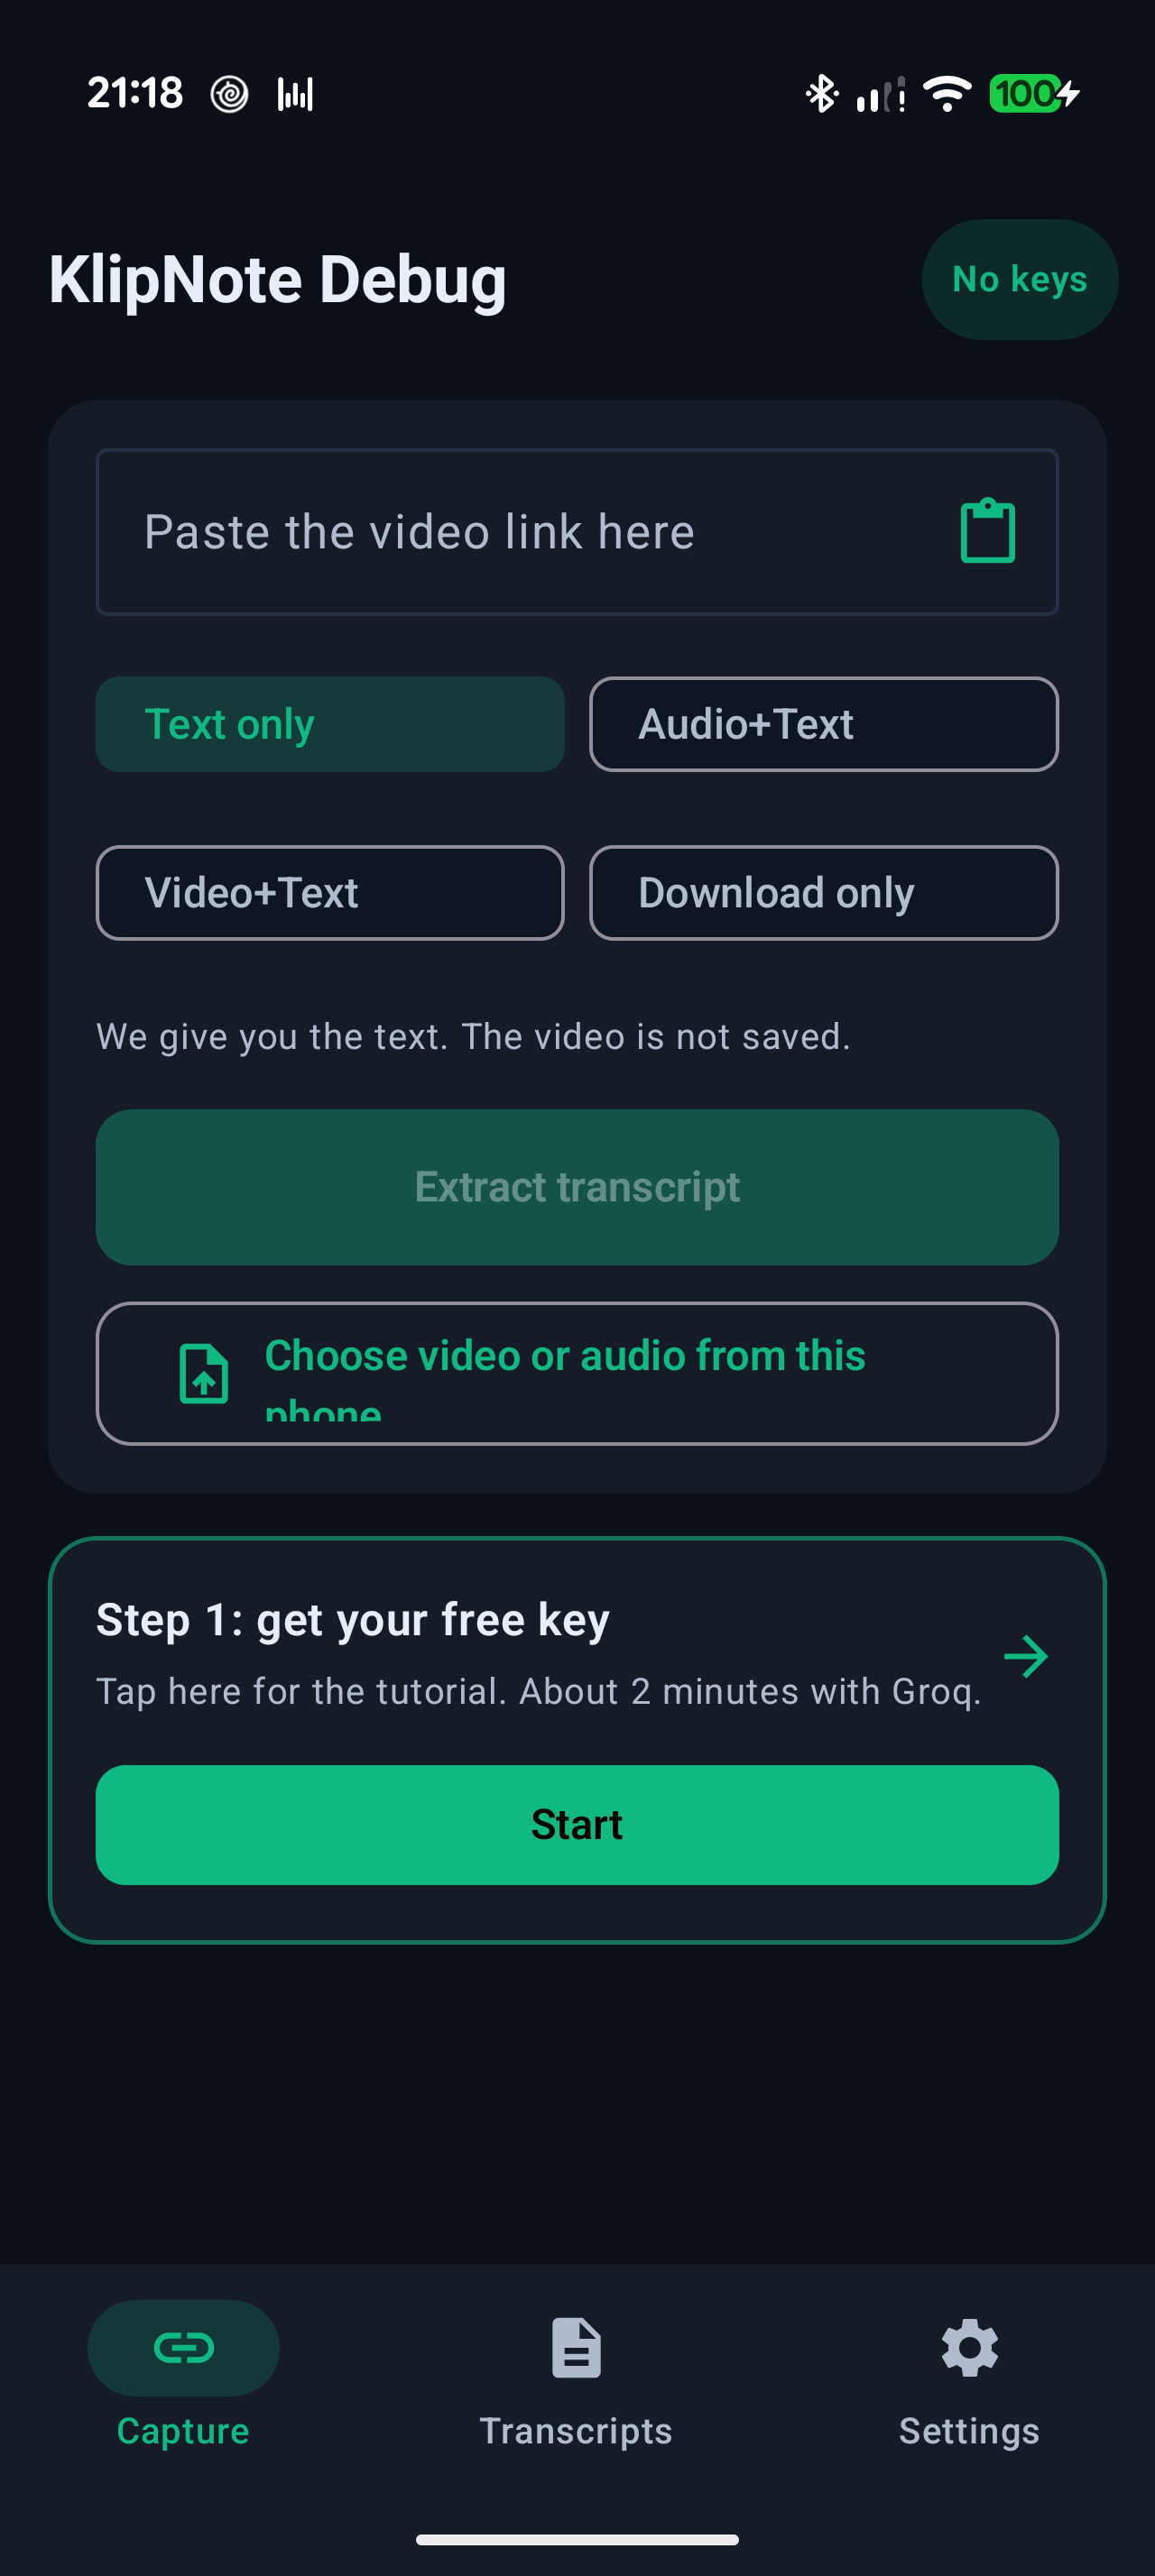 21:18
100
KlipNote Debug
No keys
Paste the video link here
Text only
Audio+Text
Video+Text
Download only
We give you the text. The video is not saved.
Extract transcript
Choose video or audio from this
phone
Step 1: get your free key
Tap here for the tutorial. About 2 minutes with Groq.
Start
Capture
Transcripts
Settings